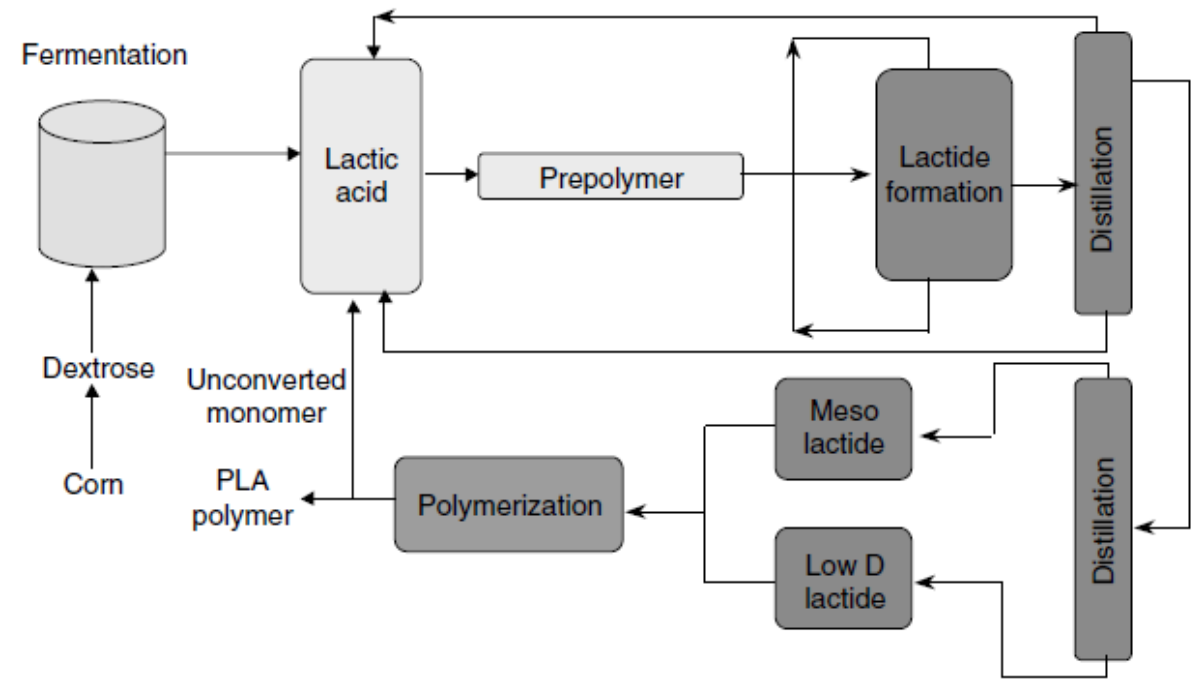 Fermentation
Lactic
acid
Prepolymer
Lactide
formation
Distillation
Dextrose
Corn
Unconverted
monomer
PLA
polymer
Polymerization
Meso
lactide
Low D
lactide
Distillation